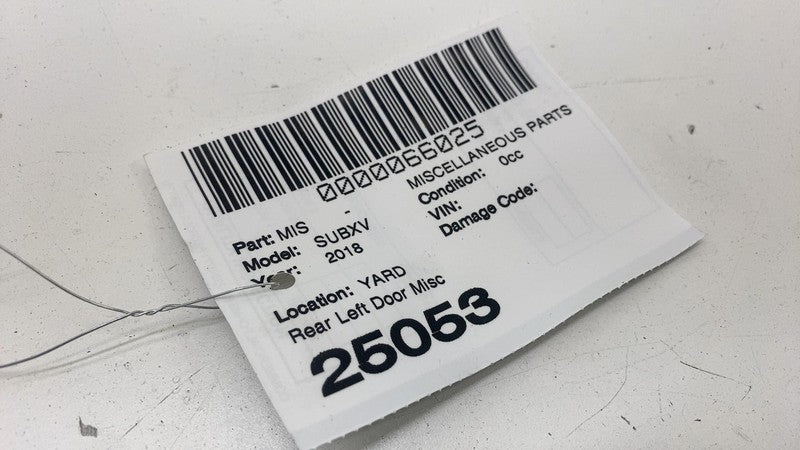 0000066025
Part: MIS - MISCELLANEOUS PARTS
Model: SUBXV Condition: 0cc
Year: 2018 VIN:
Damage Code:
Location: YARD
Rear Left Door Misc
25053